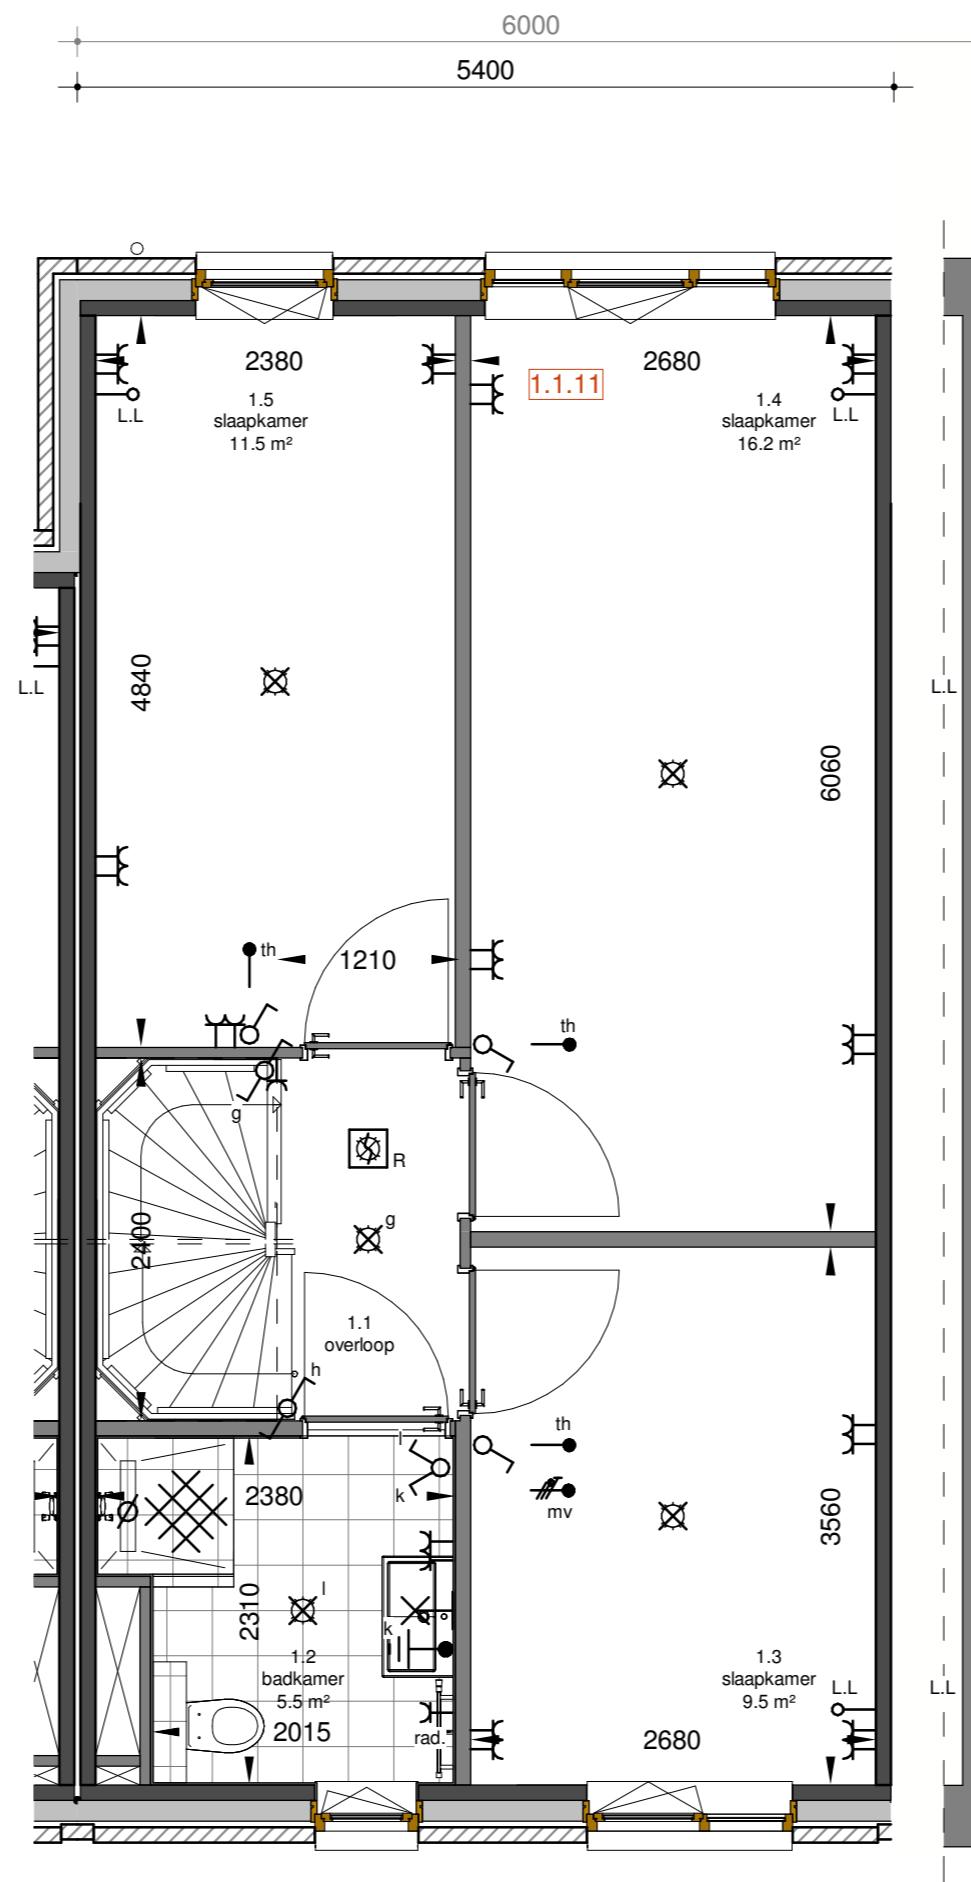 6000
5400
2380
2680
1.1.11
1.5
slaapkamer
11.5 m²
1.4
slaapkamer
16.2 m²
L.L
L.L
4840
L.L
L.L
6060
th
1210
th
g
R
g
2400
1.1
overloop
h
l
th
2380
k
mv
3560
2310
l
k
1.2
badkamer
5.5 m²
1.3
slaapkamer
9.5 m²
L.L
L.L
2015
rad.
2680